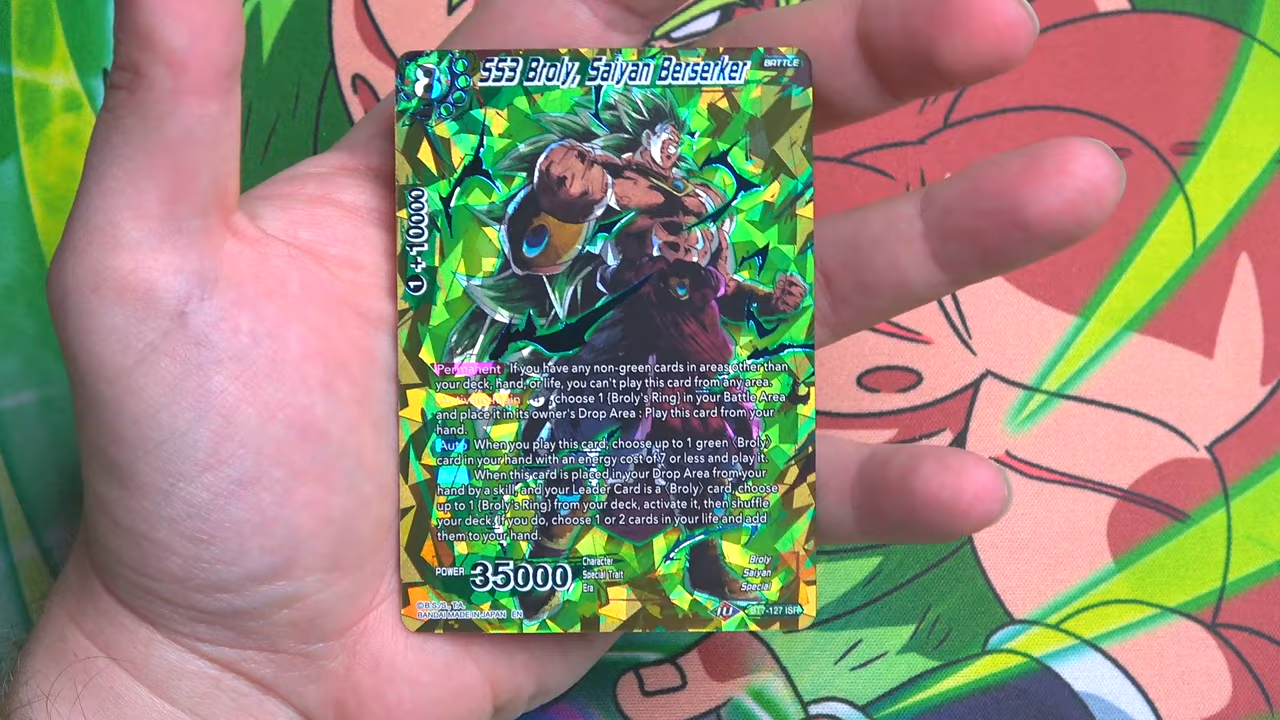 SS3 Broly, Saiyan Berserker
BATTLE
1 +10000
Permanent If you have any non-green cards in areas other than
your deck, hand, or life, you can't play this card from any area.
choose 1 {Broly's Ring} in your Battle Area
and place it in its owner's Drop Area : Play this card from your
hand.
Auto When you play this card, choose up to 1 green 〈Broly〉
card in your hand with an energy cost of 7 or less and play it.
When this card is placed in your Drop Area from your
hand by a skill, and your Leader Card is a 〈Broly〉 card, choose
up to 1 {Broly's Ring} from your deck, activate it, then shuffle
your deck. If you do, choose 1 or 2 cards in your life and add
them to your hand.
POWER 35000
Character Broly
Special Trait Saiyan
Era Special
©B.S./S., T.A.
BANDAI MADE IN JAPAN EN
BT7-127 ISR